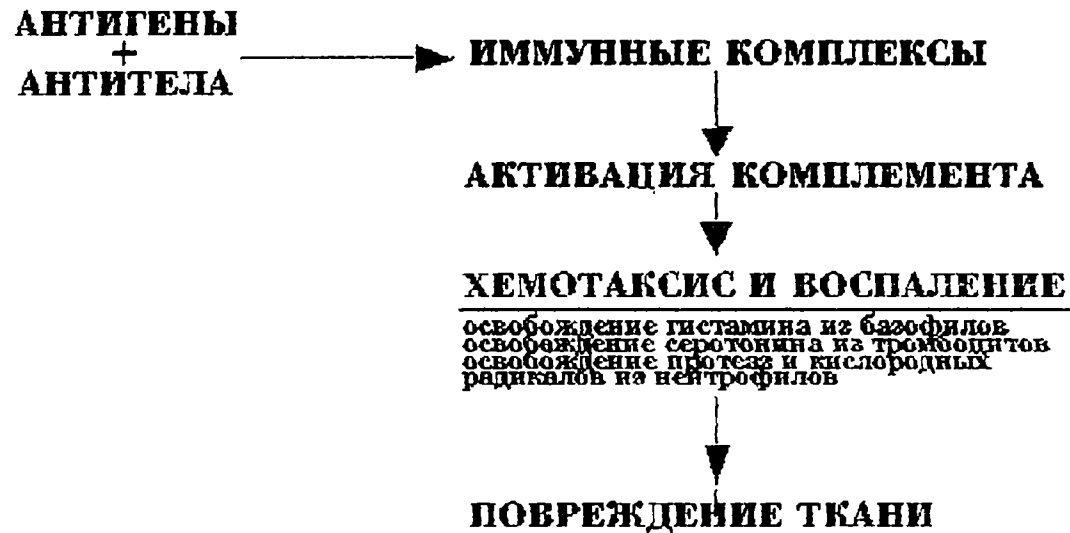 АНТИГЕНЫ
+
АНТИТЕЛА
ИММУННЫЕ КОМПЛЕКСЫ
АКТИВАЦИЯ КОМПЛЕМЕНТА
ХЕМОТАКСИС И ВОСПАЛЕНИЕ
освобождение гистамина из базофилов
освобождение серотонина из тромбоцитов
освобождение протеаз и кислородных
радикалов из нейтрофилов
ПОВРЕЖДЕНИЕ ТКАНИ